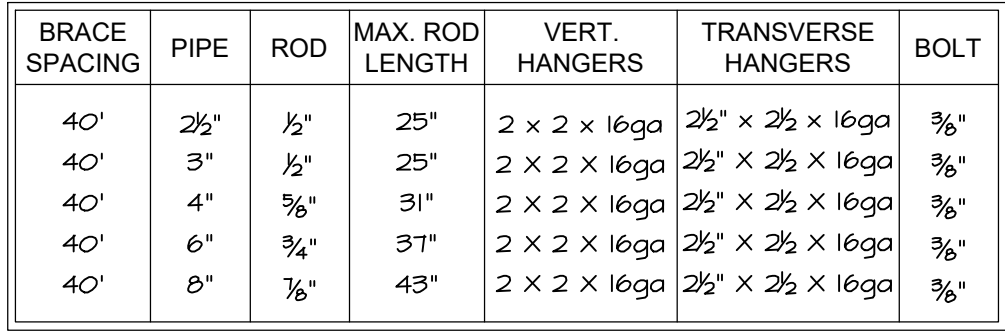 BRACE SPACING PIPE ROD MAX. ROD LENGTH VERT. HANGERS TRANSVERSE HANGERS BOLT
40' 2½" ½" 25" 2 × 2 × 16ga 2½" × 2½ × 16ga ⅜"
40' 3" ½" 25" 2 × 2 × 16ga 2½" × 2½ × 16ga ⅜"
40' 4" ⅝" 31" 2 × 2 × 16ga 2½" × 2½ × 16ga ⅜"
40' 6" ¾" 37" 2 × 2 × 16ga 2½" × 2½ × 16ga ⅜"
40' 8" ⅞" 43" 2 × 2 × 16ga 2½" × 2½ × 16ga ⅜"